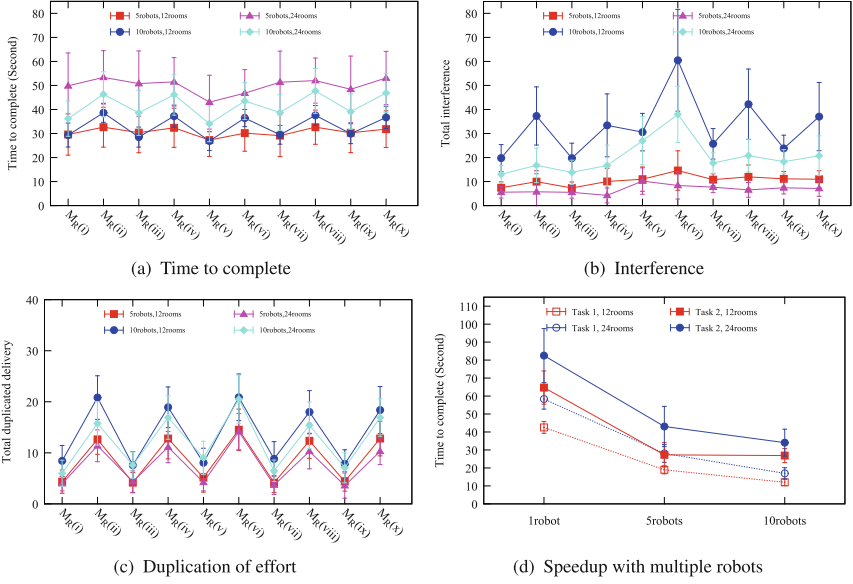 5robots,12rooms
10robots,12rooms
5robots,24rooms
10robots,24rooms
Time to complete (Second)
80
70
60
50
40
30
20
10
0
M_R(i)
M_R(ii)
M_R(iii)
M_R(iv)
M_R(v)
M_R(vi)
M_R(vii)
M_R(viii)
M_R(ix)
M_R(x)
(a) Time to complete
5robots,12rooms
10robots,12rooms
5robots,24rooms
10robots,24rooms
Total interference
80
70
60
50
40
30
20
10
0
M_R(i)
M_R(ii)
M_R(iii)
M_R(iv)
M_R(v)
M_R(vi)
M_R(vii)
M_R(viii)
M_R(ix)
M_R(x)
(b) Interference
5robots,12rooms
10robots,12rooms
5robots,24rooms
10robots,24rooms
Total duplicated delivery
40
30
20
10
0
M_R(i)
M_R(ii)
M_R(iii)
M_R(iv)
M_R(v)
M_R(vi)
M_R(vii)
M_R(viii)
M_R(ix)
M_R(x)
(c) Duplication of effort
Task 1, 12rooms
Task 1, 24rooms
Task 2, 12rooms
Task 2, 24rooms
Time to complete (Second)
110
100
90
80
70
60
50
40
30
20
10
0
1robot
5robots
10robots
(d) Speedup with multiple robots